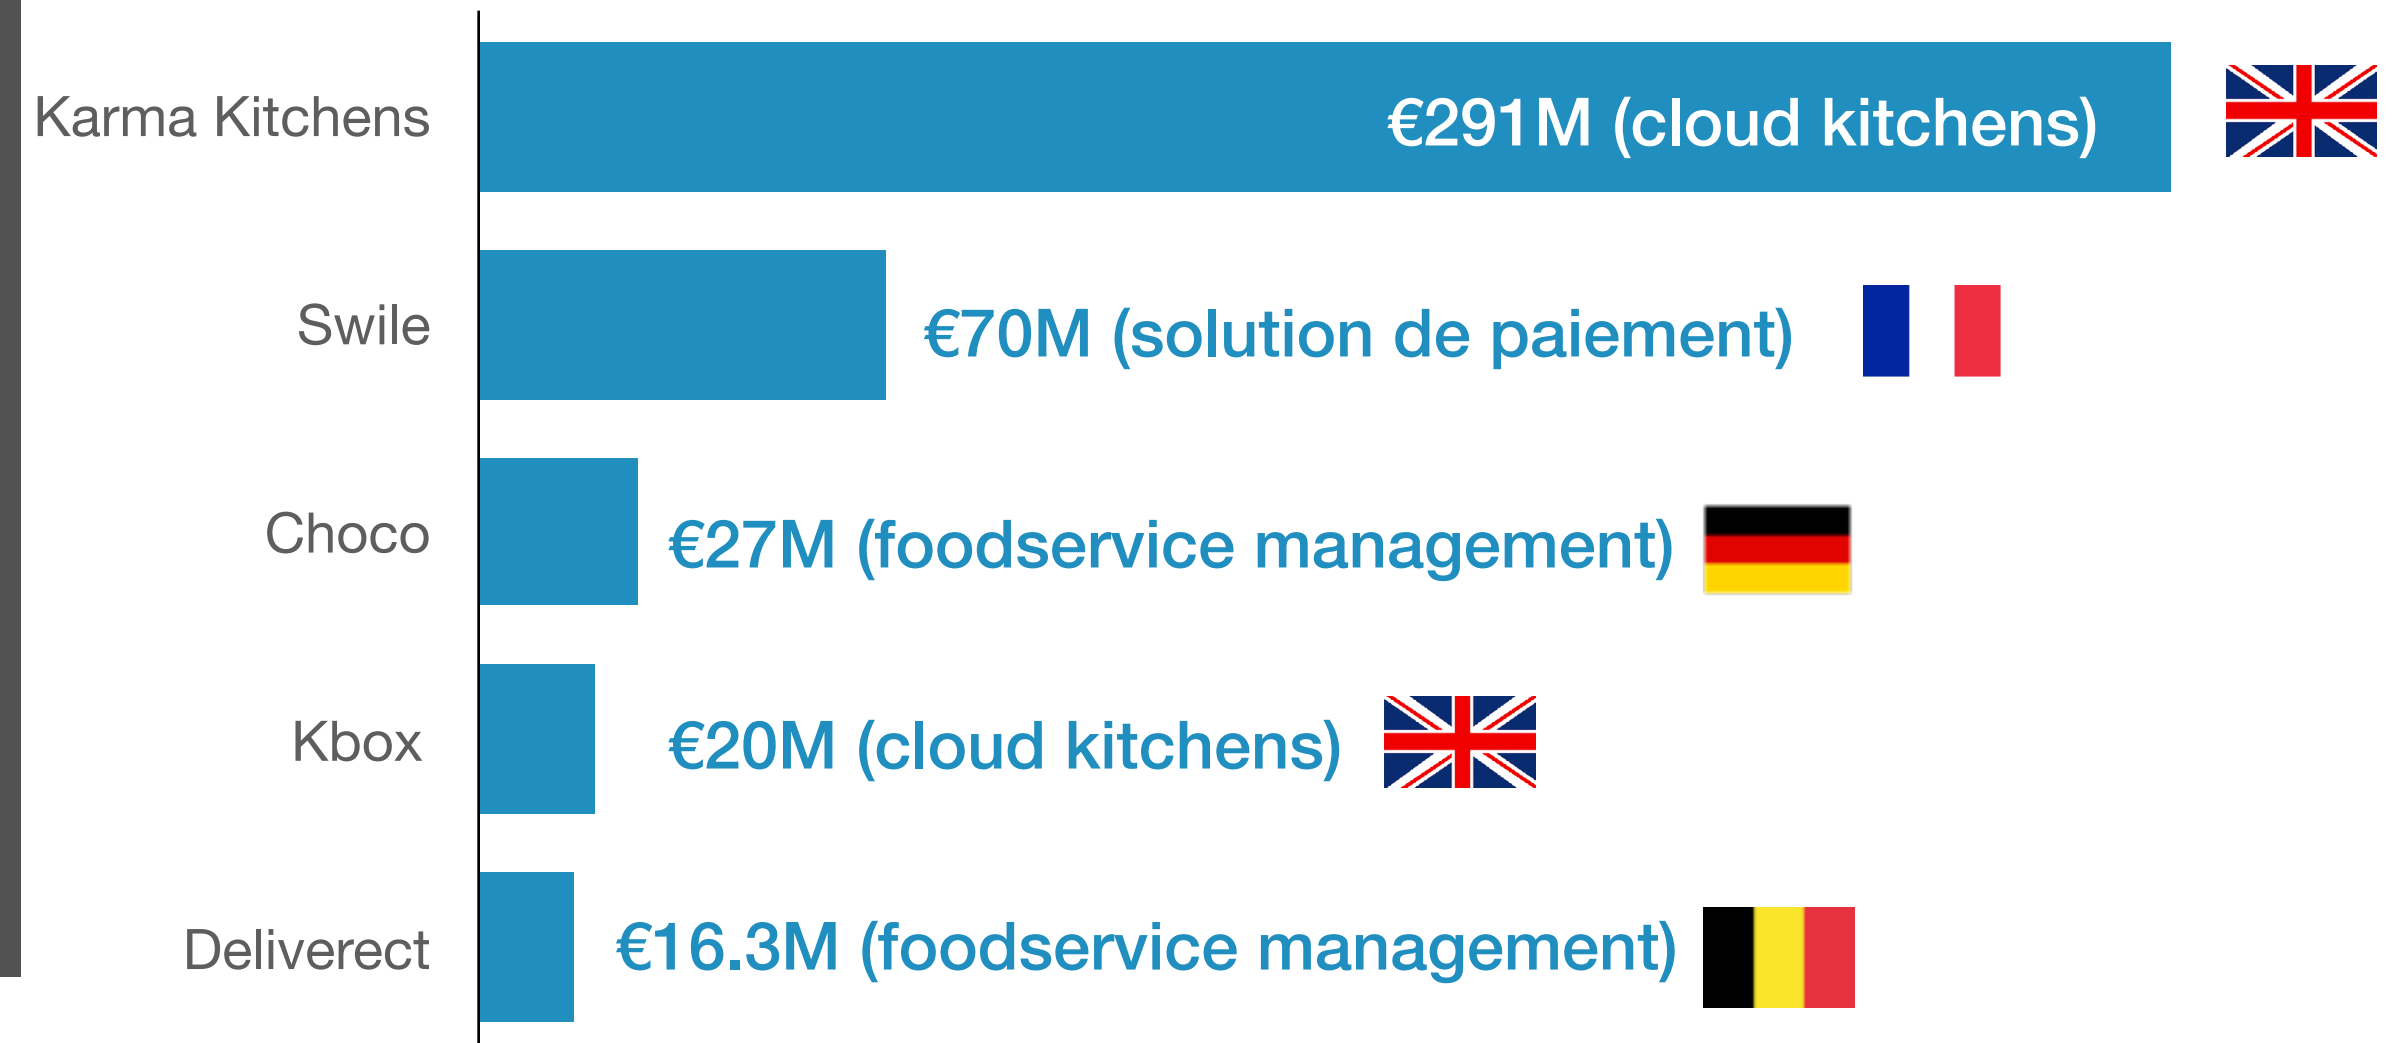 Karma Kitchens
€291M (cloud kitchens)
Swile
€70M (solution de paiement)
Choco
€27M (foodservice management)
Kbox
€20M (cloud kitchens)
Deliverect
€16.3M (foodservice management)